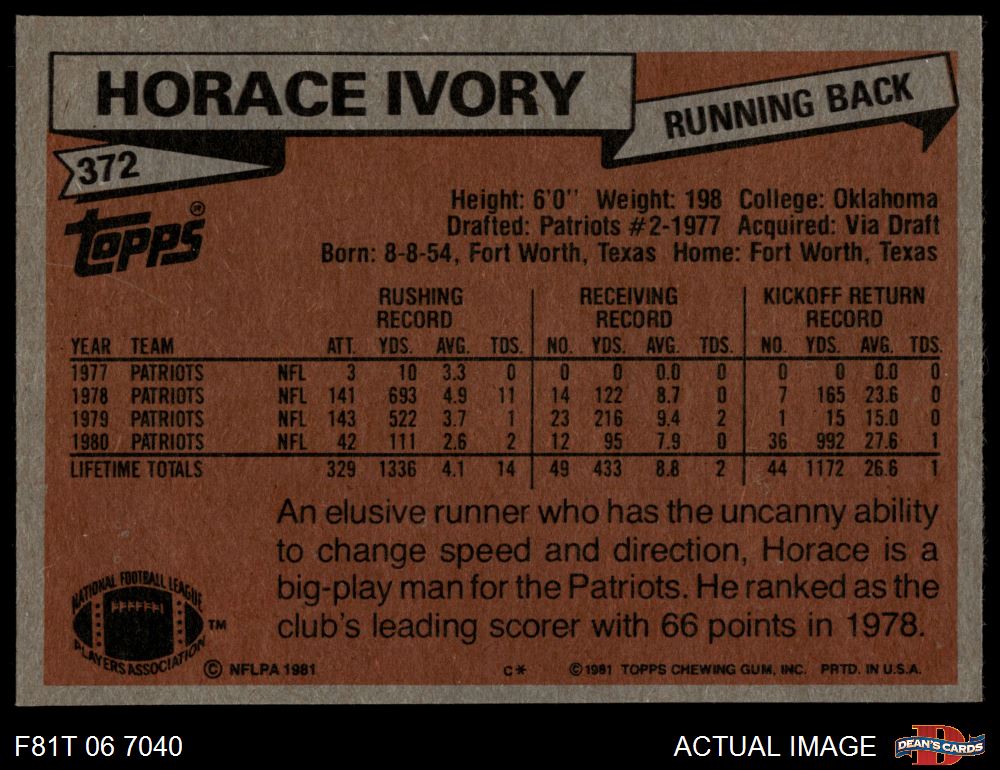 HORACE IVORY
RUNNING BACK
372
Topps®
Height: 6'0'' Weight: 198 College: Oklahoma
Drafted: Patriots #2-1977 Acquired: Via Draft
Born: 8-8-54, Fort Worth, Texas Home: Fort Worth, Texas
RUSHING RECORD RECEIVING RECORD KICKOFF RETURN RECORD
YEAR TEAM ATT. YDS. AVG. TDS. NO. YDS. AVG. TDS. NO. YDS. AVG. TDS.
1977 PATRIOTS NFL 3 10 3.3 0 0 0 0.0 0 0 0 0.0 0
1978 PATRIOTS NFL 141 693 4.9 11 14 122 8.7 0 7 165 23.6 0
1979 PATRIOTS NFL 143 522 3.7 1 23 216 9.4 2 1 15 15.0 0
1980 PATRIOTS NFL 42 111 2.6 2 12 95 7.9 0 36 992 27.6 1
LIFETIME TOTALS 329 1336 4.1 14 49 433 8.8 2 44 1172 26.6 1
An elusive runner who has the uncanny ability
to change speed and direction, Horace is a
big-play man for the Patriots. He ranked as the
club's leading scorer with 66 points in 1978.
NATIONAL FOOTBALL LEAGUE
PLAYERS ASSOCIATION
TM
© NFLPA 1981 C* © 1981 TOPPS CHEWING GUM, INC. PRTD. IN U.S.A.
F81T 06 7040 ACTUAL IMAGE
D
DEAN'S CARDS